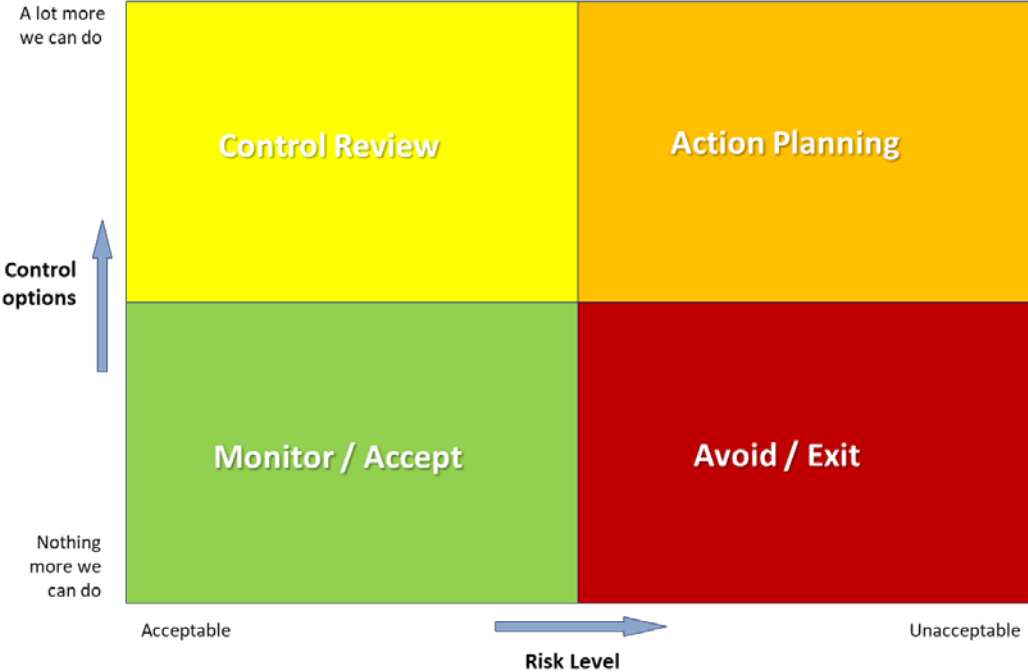 A lot more
we can do
Control Review
Action Planning
Control
options
Monitor / Accept
Avoid / Exit
Nothing
more we
can do
Acceptable
Unacceptable
Risk Level